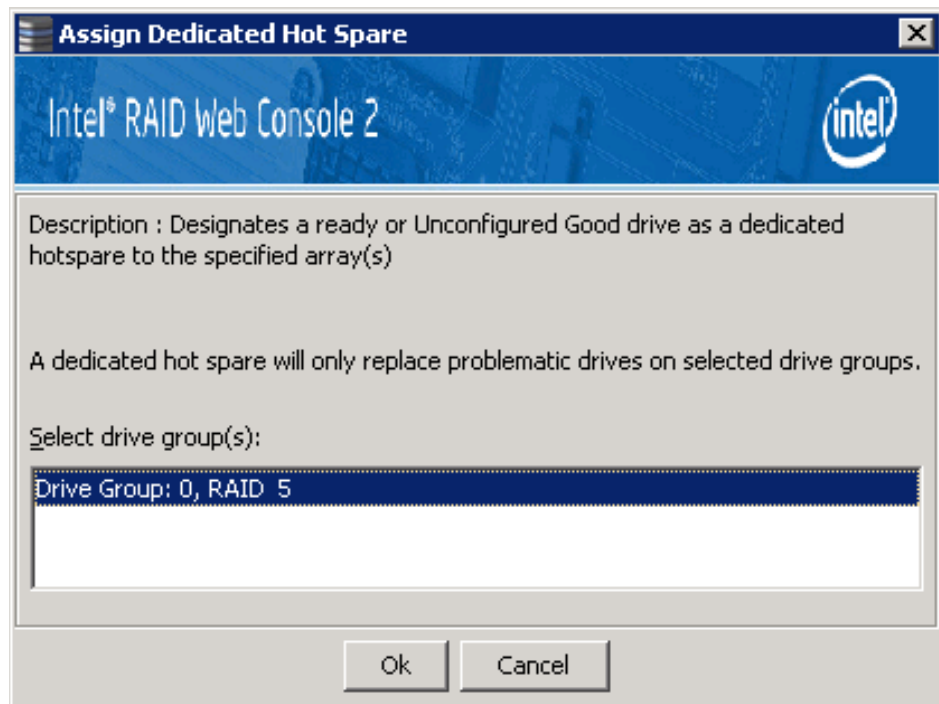 Assign Dedicated Hot Spare
Intel® RAID Web Console 2
intel
Description : Designates a ready or Unconfigured Good drive as a dedicated
hotspare to the specified array(s)
A dedicated hot spare will only replace problematic drives on selected drive groups.
Select drive group(s):
Drive Group: 0, RAID  5
Ok
Cancel